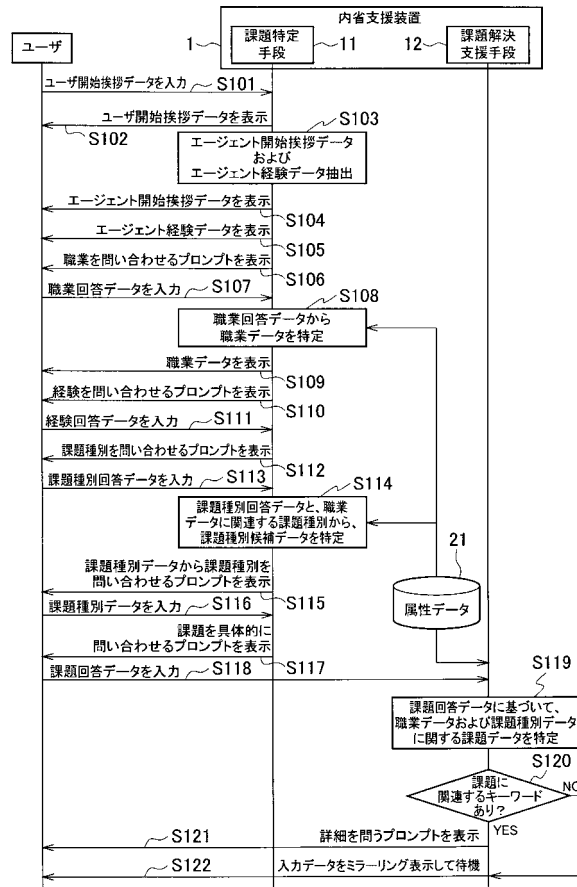 内省支援装置
ユーザ
1
課題特定
手段
11
12
課題解決
支援手段
ユーザ開始挨拶データを入力
S101
ユーザ開始挨拶データを表示
S102
S103
エージェント開始挨拶データ
および
エージェント経験データ抽出
エージェント開始挨拶データを表示
S104
エージェント経験データを表示
S105
職業を問い合わせるプロンプトを表示
S106
職業回答データを入力
S107
S108
職業回答データから
職業データを特定
職業データを表示
S109
経験を問い合わせるプロンプトを表示
S110
経験回答データを入力
S111
課題種別を問い合わせるプロンプトを表示
S112
課題種別回答データを入力
S113
S114
課題種別回答データと、職業
データに関連する課題種別から、
課題種別候補データを特定
課題種別データから課題種別を
問い合わせるプロンプトを表示
S115
21
属性データ
課題種別データを入力
S116
課題を具体的に
問い合わせるプロンプトを表示
S117
課題回答データを入力
S118
S119
課題回答データに基づいて、
職業データおよび課題種別データ
に関する課題データを特定
S120
課題に
関連するキーワード
あり?
NO
YES
S121
詳細を問うプロンプトを表示
S122
入力データをミラーリング表示して待機